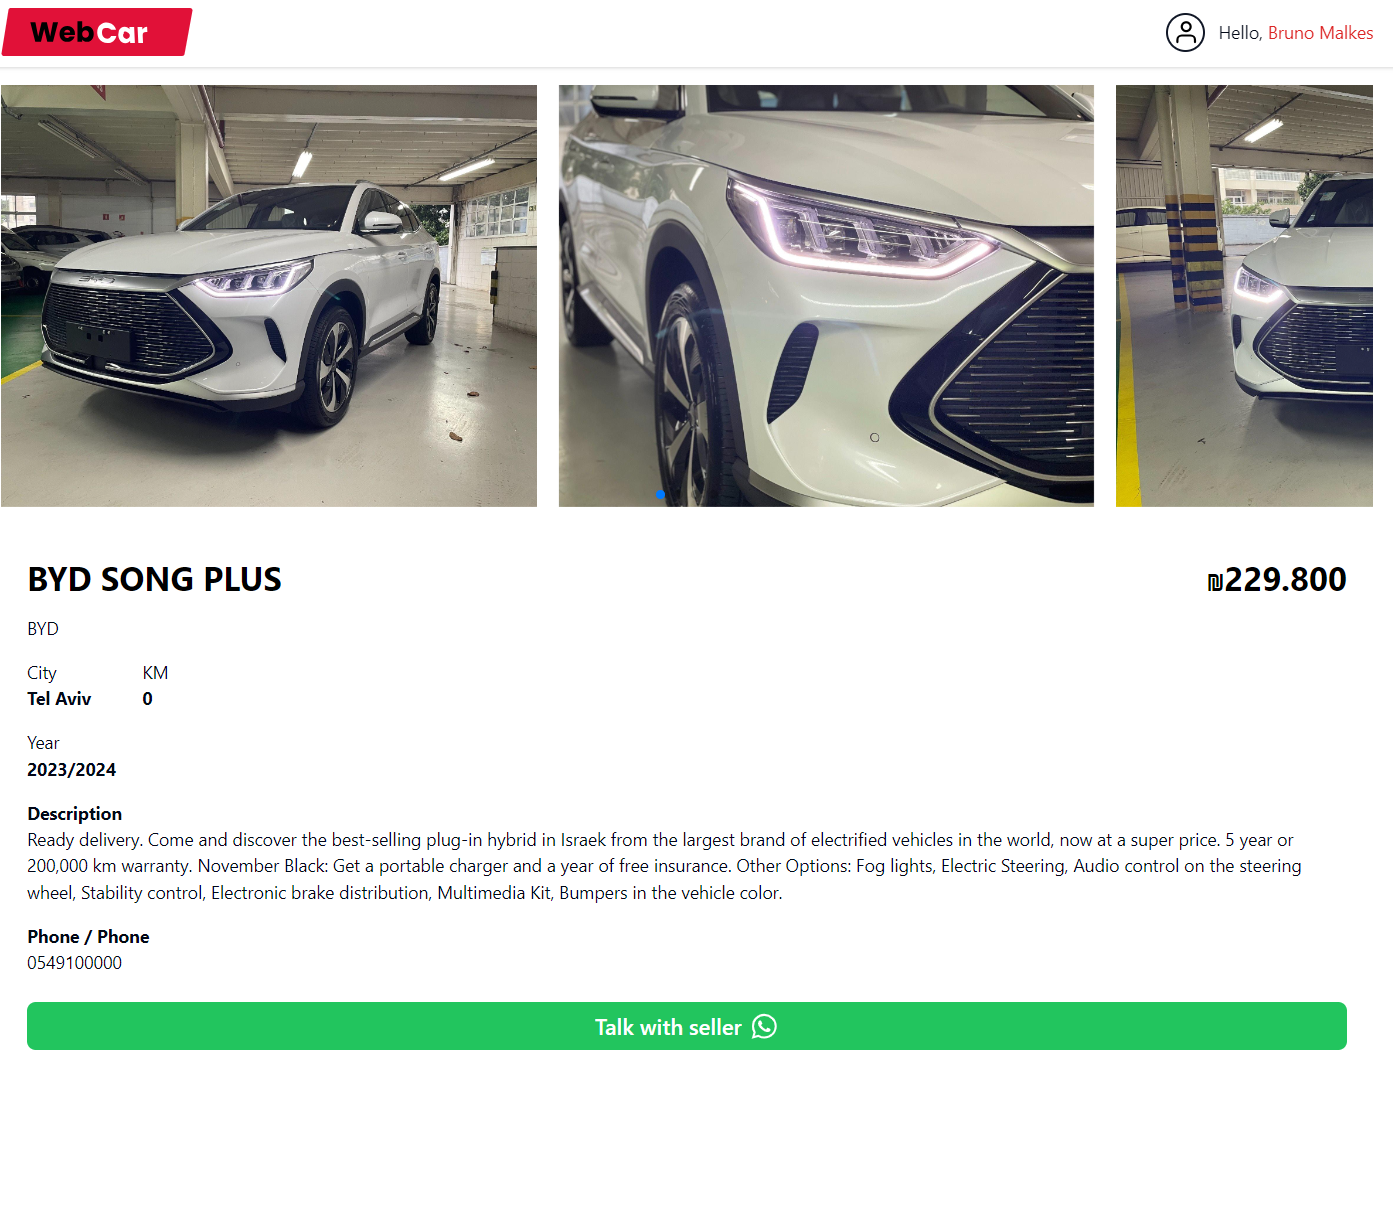 WebCar
Hello, Bruno Malkes
BYD SONG PLUS
₪229.800
BYD
City KM
Tel Aviv 0
Year
2023/2024
Description
Ready delivery. Come and discover the best-selling plug-in hybrid in Israek from the largest brand of electrified vehicles in the world, now at a super price. 5 year or
200,000 km warranty. November Black: Get a portable charger and a year of free insurance. Other Options: Fog lights, Electric Steering, Audio control on the steering
wheel, Stability control, Electronic brake distribution, Multimedia Kit, Bumpers in the vehicle color.
Phone / Phone
0549100000
Talk with seller